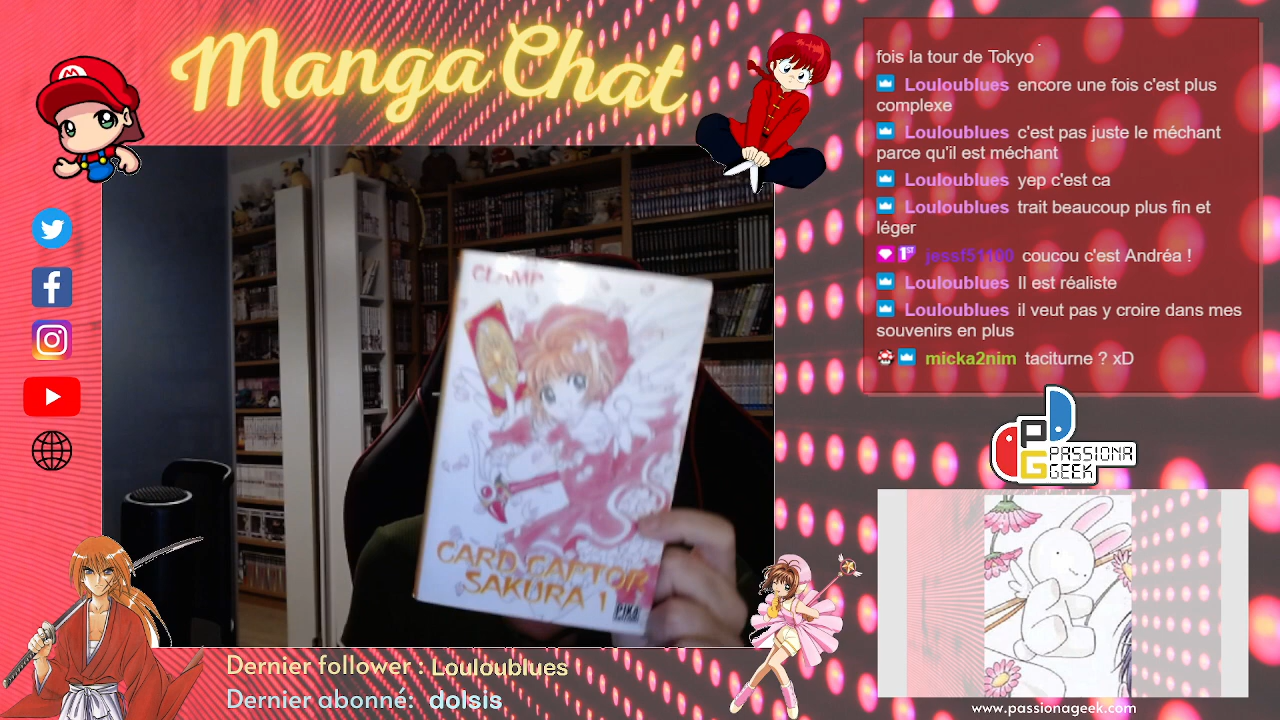 Manga Chat
fois la tour de Tokyo
Louloublues encore une fois c'est plus
complexe
Louloublues c'est pas juste le méchant
parce qu'il est méchant
Louloublues yep c'est ca
Louloublues trait beaucoup plus fin et
léger
1ST jessf51100 coucou c'est Andréa !
Louloublues Il est réaliste
Louloublues il veut pas y croire dans mes
souvenirs en plus
micka2nim taciturne ? xD
CLAMP
CARD CAPTOR
SAKURA 1
PIKA
PASSIONA
GEEK
Dernier follower : Louloublues
Dernier abonné: dolsis
www.passionageek.com